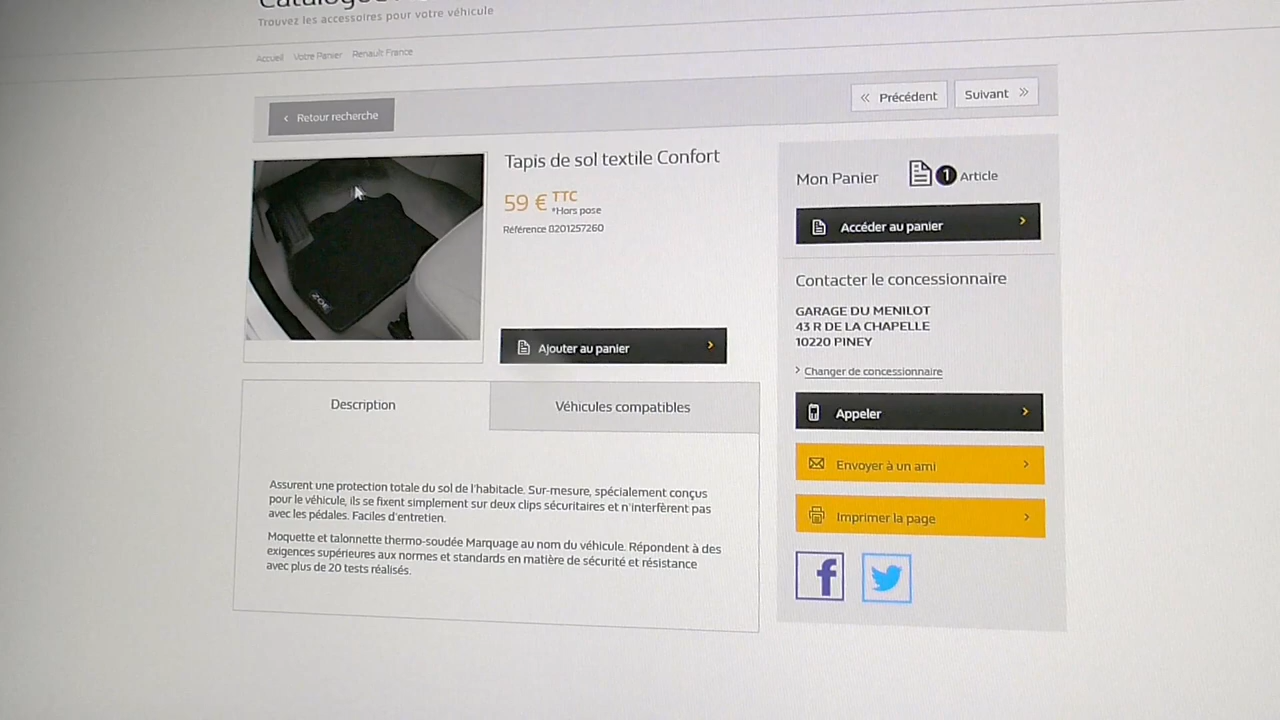 Trouvez les accessoires pour votre véhicule
Accueil Votre Panier Renault France
‹ Retour recherche
« Précédent
Suivant »
Tapis de sol textile Confort
59 € TTC
*Hors pose
Référence 8201257260
ZOE
Ajouter au panier
Mon Panier 1 Article
Accéder au panier
Contacter le concessionnaire
GARAGE DU MENILOT
43 R DE LA CHAPELLE
10220 PINEY
Changer de concessionnaire
Appeler
Envoyer à un ami
Imprimer la page
Description
Véhicules compatibles
Assurent une protection totale du sol de l'habitacle. Sur-mesure, spécialement conçus
pour le véhicule, ils se fixent simplement sur deux clips sécuritaires et n'interfèrent pas
avec les pédales. Faciles d'entretien.
Moquette et talonnette thermo-soudée Marquage au nom du véhicule. Répondent à des
exigences supérieures aux normes et standards en matière de sécurité et résistance
avec plus de 20 tests réalisés.